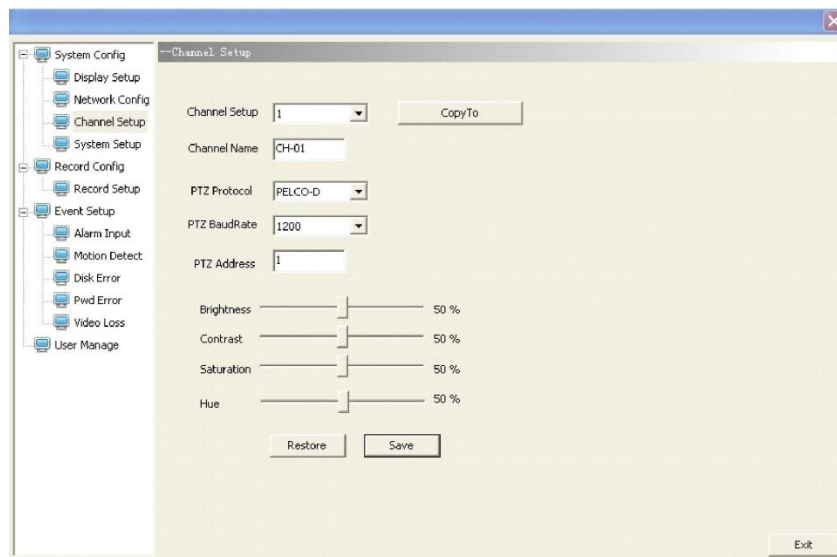 System Config
Display Setup
Network Config
Channel Setup
System Setup
Record Config
Record Setup
Event Setup
Alarm Input
Motion Detect
Disk Error
Pwd Error
Video Loss
User Manage
--Channel Setup
Channel Setup 1 CopyTo
Channel Name CH-01
PTZ Protocol PELCO-D
PTZ BaudRate 1200
PTZ Address 1
Brightness 50 %
Contrast 50 %
Saturation 50 %
Hue 50 %
Restore Save
Exit